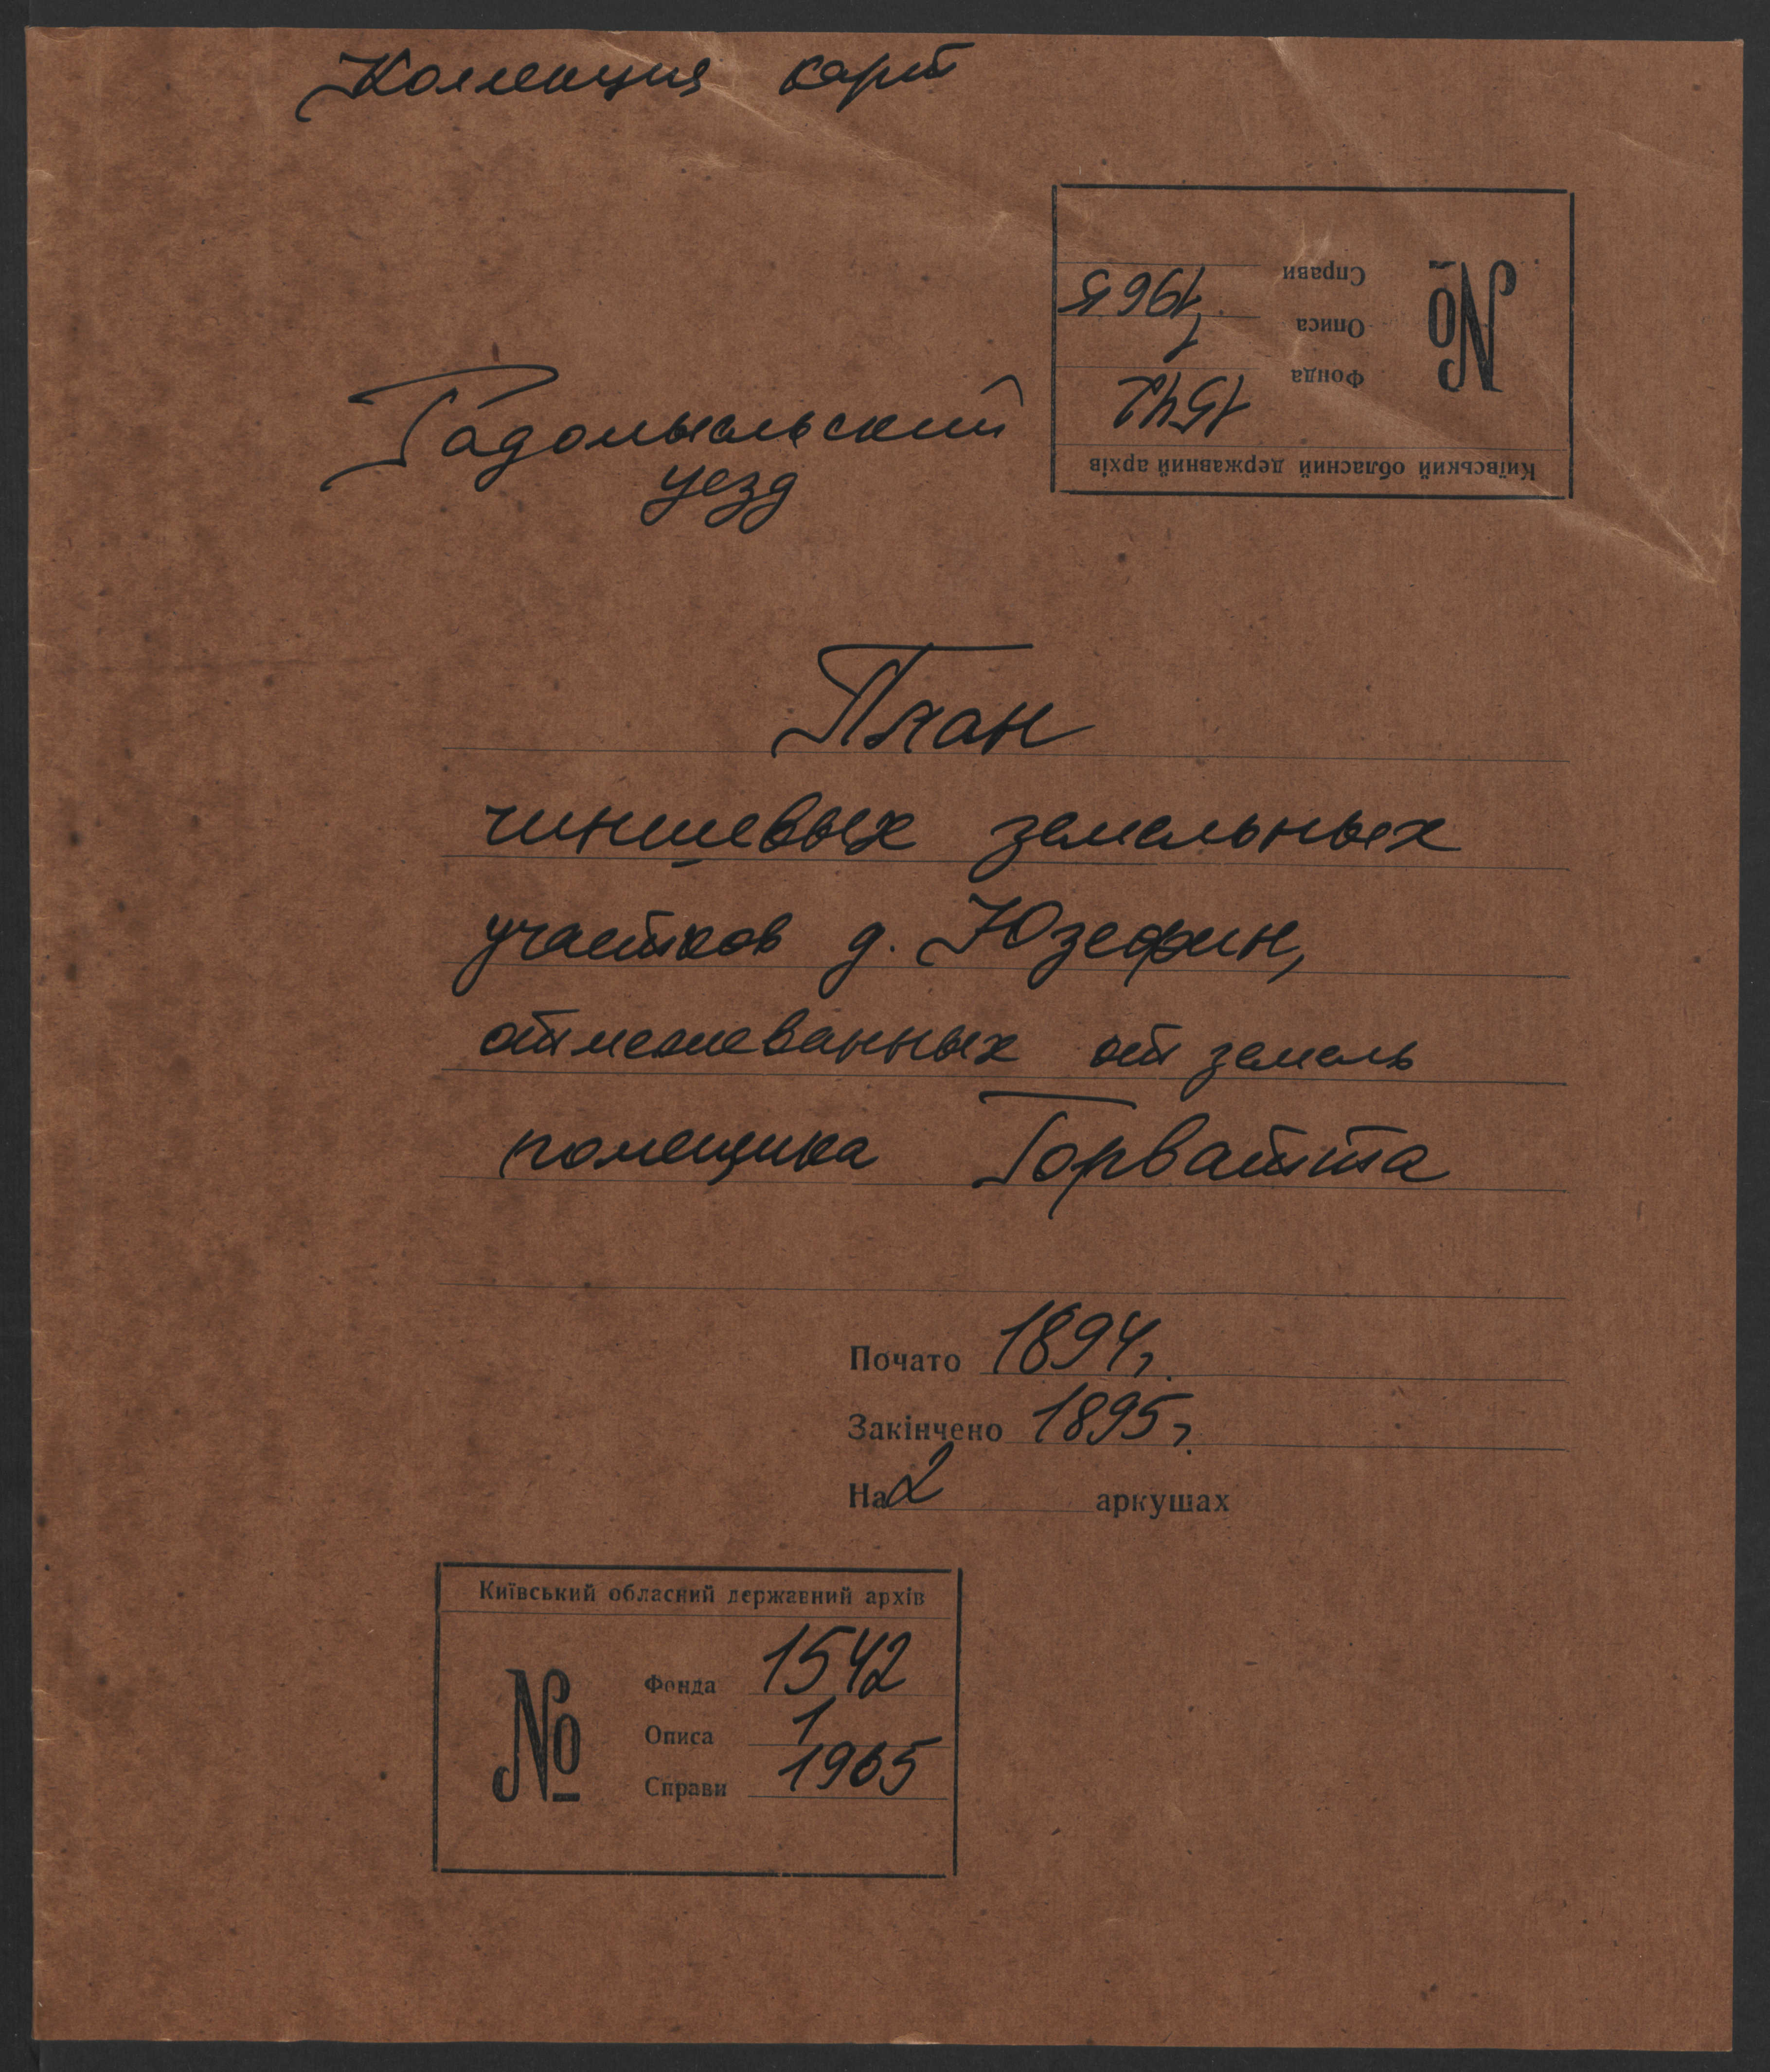 Коллекция карт
Київський обласний державний архів
№
Фонда 1542
Описа 1
Справи 1965
Радомысльский
уезд
План
чиншевых земельных
участков д. Юзефин,
отмежеванных от земель
помещика Горватта
Почато 1894 г.
Закінчено 1895 г.
На 2 аркушах
Київський обласний державний архів
№
Фонда 1542
Описа 1
Справи 1965